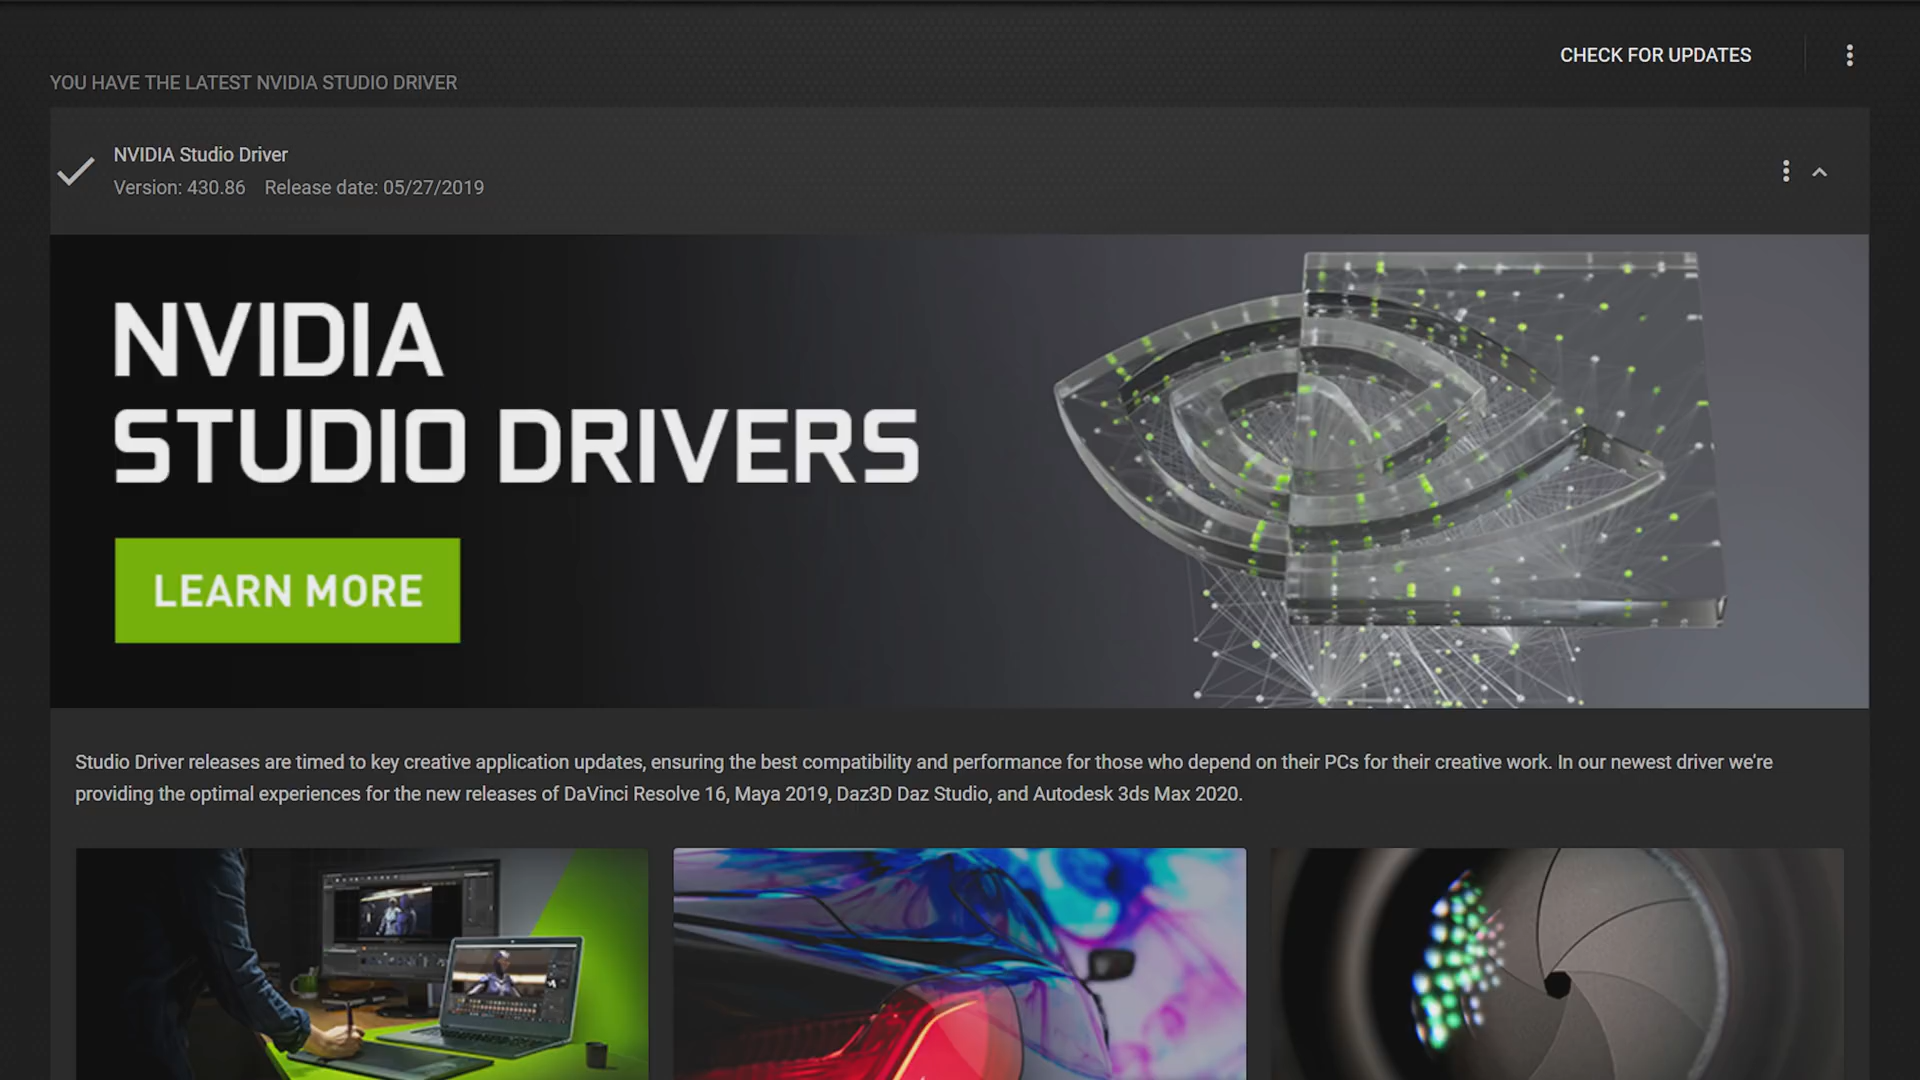 CHECK FOR UPDATES
YOU HAVE THE LATEST NVIDIA STUDIO DRIVER
NVIDIA Studio Driver
Version: 430.86 Release date: 05/27/2019
NVIDIA
STUDIO DRIVERS
LEARN MORE
Studio Driver releases are timed to key creative application updates, ensuring the best compatibility and performance for those who depend on their PCs for their creative work. In our newest driver we're
providing the optimal experiences for the new releases of DaVinci Resolve 16, Maya 2019, Daz3D Daz Studio, and Autodesk 3ds Max 2020.